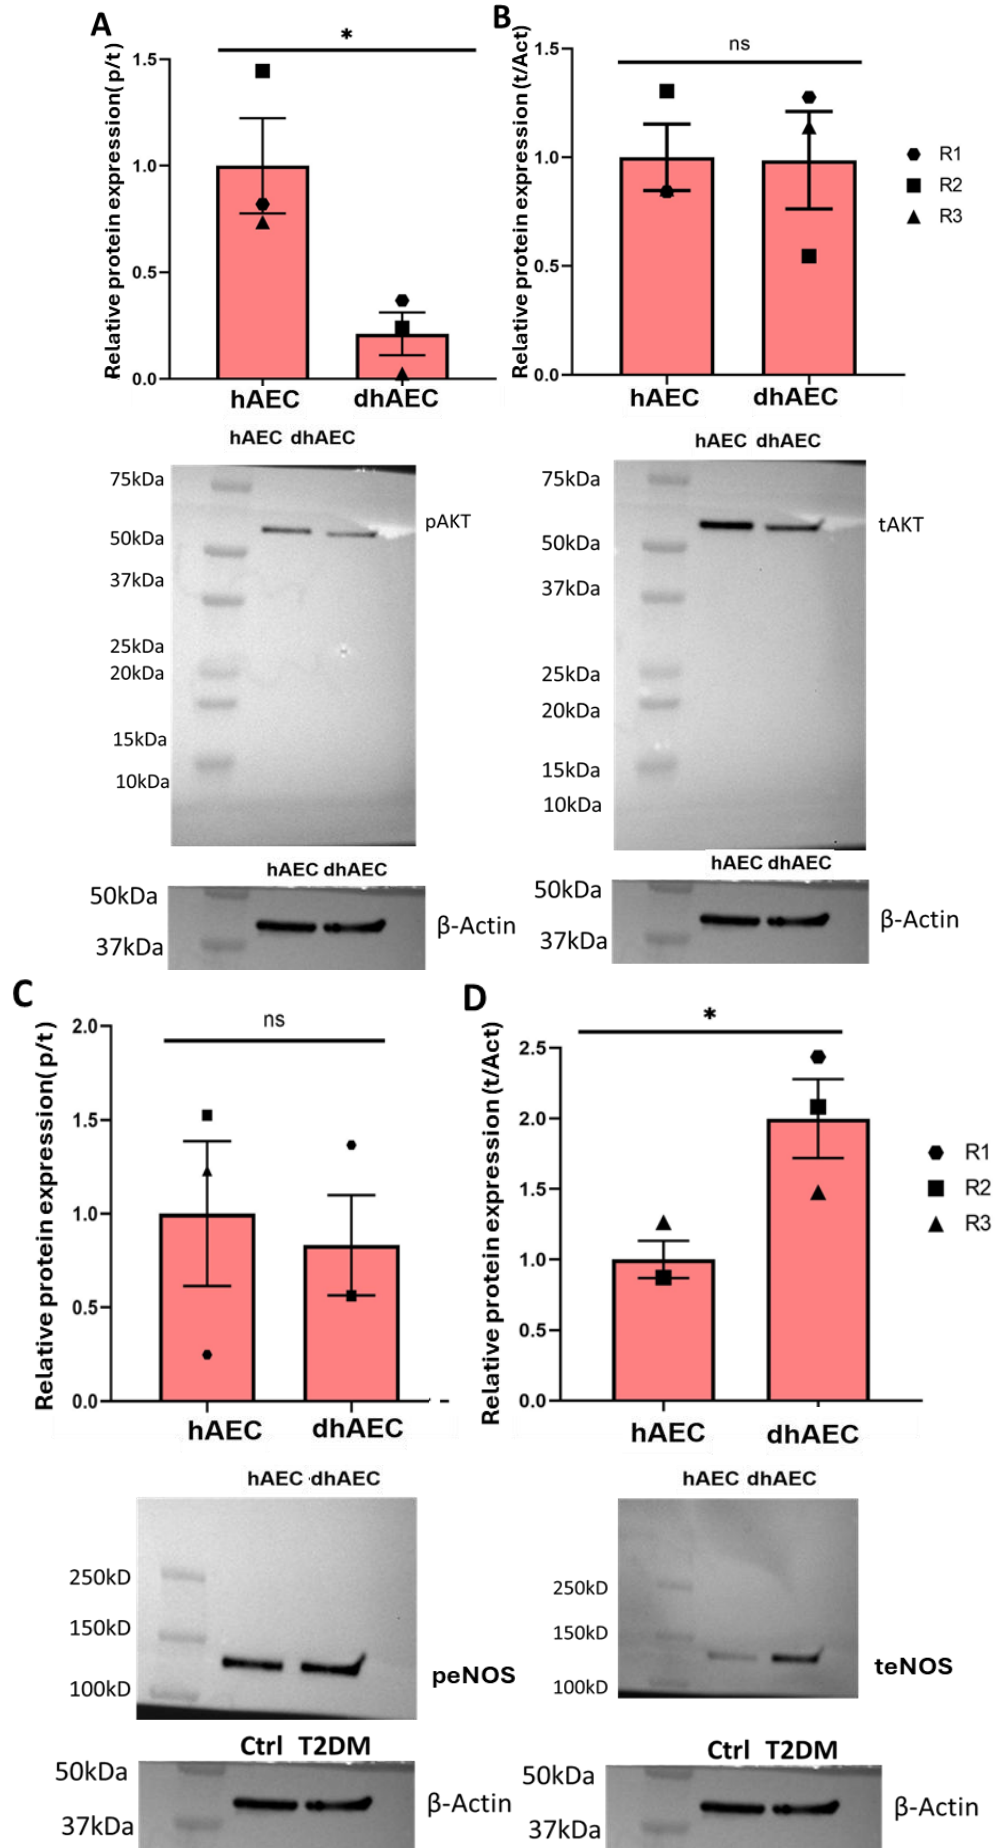 A
*
Relative protein expression( p/t)
1.5
1.0
0.5
0.0
hAEC dhAEC
B
ns
Relative protein expression (t/Act)
1.5
1.0
0.5
0.0
hAEC dhAEC
R1
R2
R3
hAEC dhAEC
75kDa
50kDa
37kDa
25kDa
20kDa
15kDa
10kDa
pAKT
hAEC dhAEC
75kDa
50kDa
37kDa
25kDa
20kDa
15kDa
10kDa
tAKT
hAEC dhAEC
50kDa
37kDa
β-Actin
hAEC dhAEC
50kDa
37kDa
β-Actin
C
ns
Relative protein expression( p/t)
2.0
1.5
1.0
0.5
0.0
hAEC dhAEC
D
*
Relative protein expression (t/Act)
2.5
2.0
1.5
1.0
0.5
0.0
hAEC dhAEC
R1
R2
R3
hAEC dhAEC
250kD
150kD
100kD
peNOS
hAEC dhAEC
250kD
150kD
100kD
teNOS
Ctrl T2DM
50kDa
37kDa
β-Actin
Ctrl T2DM
50kDa
37kDa
β-Actin